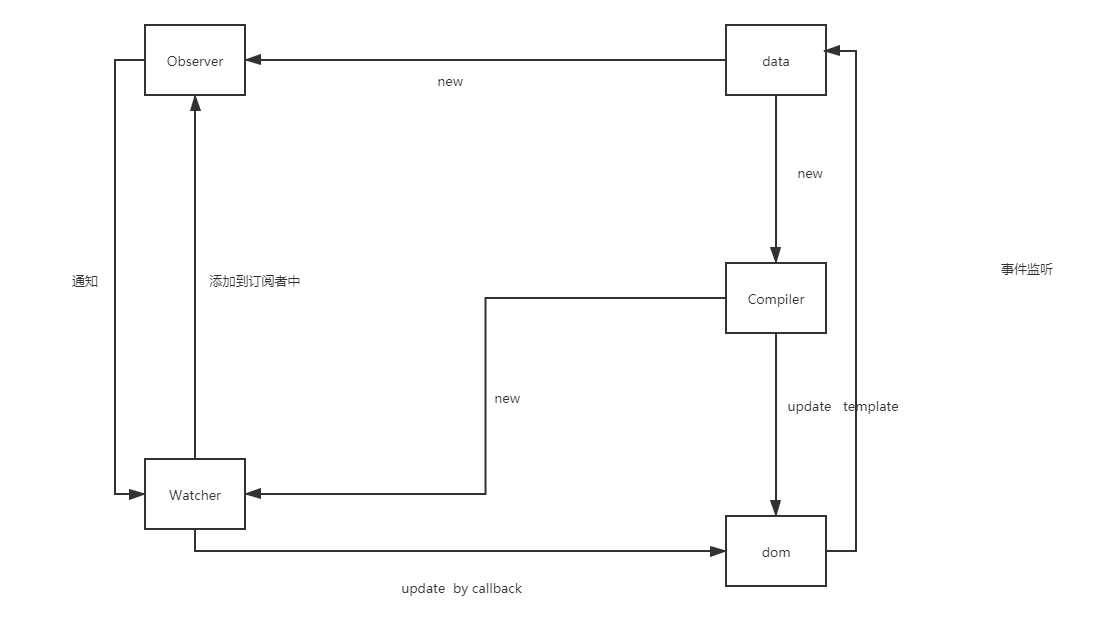 Observer
data
new
new
通知
添加到订阅者中
事件监听
Compiler
new
update template
Watcher
dom
update by callback